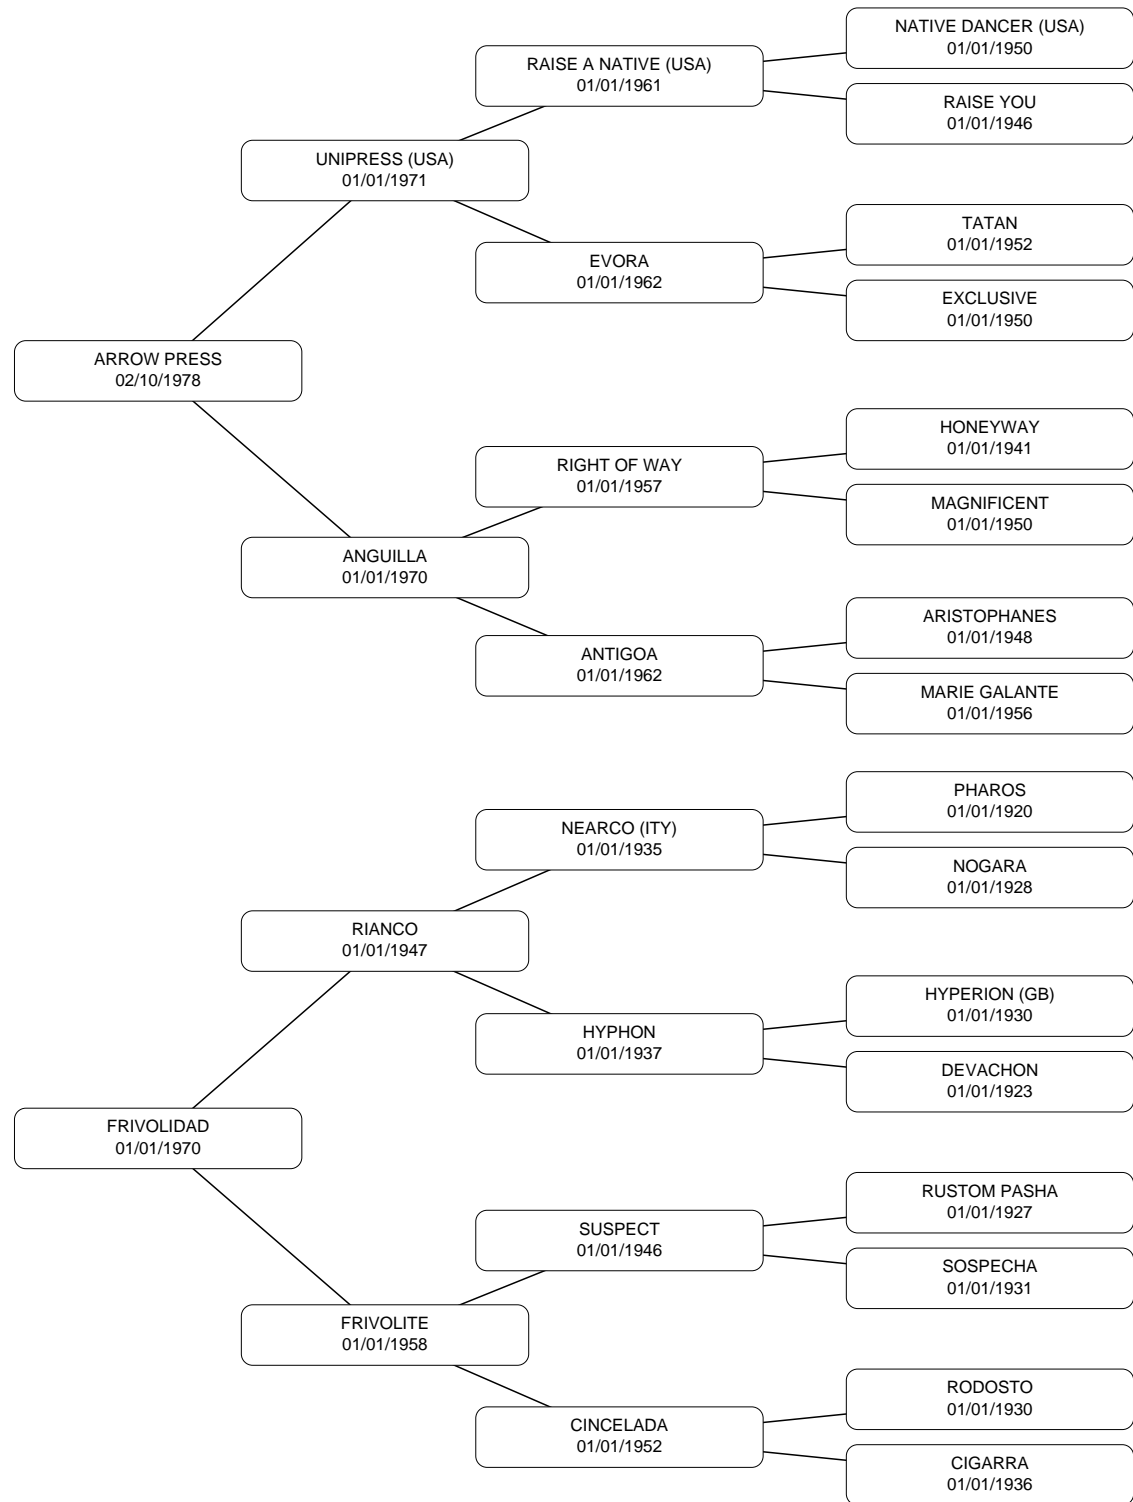 NATIVE DANCER (USA)
01/01/1950
RAISE A NATIVE (USA)
01/01/1961
RAISE YOU
01/01/1946
UNIPRESS (USA)
01/01/1971
TATAN
01/01/1952
EVORA
01/01/1962
EXCLUSIVE
01/01/1950
ARROW PRESS
02/10/1978
HONEYWAY
01/01/1941
RIGHT OF WAY
01/01/1957
MAGNIFICENT
01/01/1950
ANGUILLA
01/01/1970
ARISTOPHANES
01/01/1948
ANTIGOA
01/01/1962
MARIE GALANTE
01/01/1956
PHAROS
01/01/1920
NEARCO (ITY)
01/01/1935
NOGARA
01/01/1928
RIANCO
01/01/1947
HYPERION (GB)
01/01/1930
HYPHON
01/01/1937
DEVACHON
01/01/1923
FRIVOLIDAD
01/01/1970
RUSTOM PASHA
01/01/1927
SUSPECT
01/01/1946
SOSPECHA
01/01/1931
FRIVOLITE
01/01/1958
RODOSTO
01/01/1930
CINCELADA
01/01/1952
CIGARRA
01/01/1936